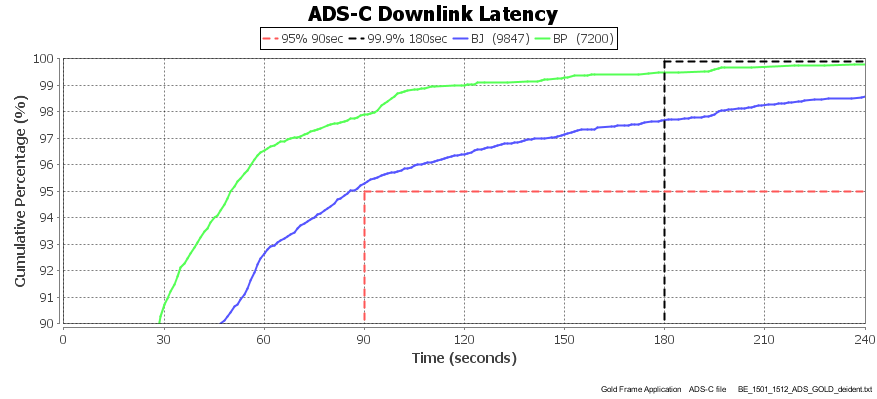 ADS-C Downlink Latency
95% 90sec 99.9% 180sec BJ (9847) BP (7200)
Cumulative Percentage (%)
100
99
98
97
96
95
94
93
92
91
90
0 30 60 90 120 150 180 210 240
Time (seconds)
Gold Frame Application ADS-C file BE_1501_1512_ADS_GOLD_deident.txt